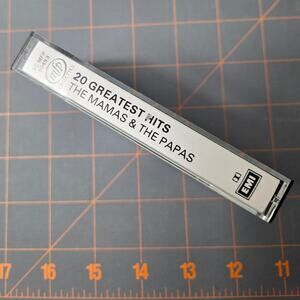 20 GREATEST HITS
THE MAMAS & THE PAPAS
EMI
17 16 15 14 13 12 11